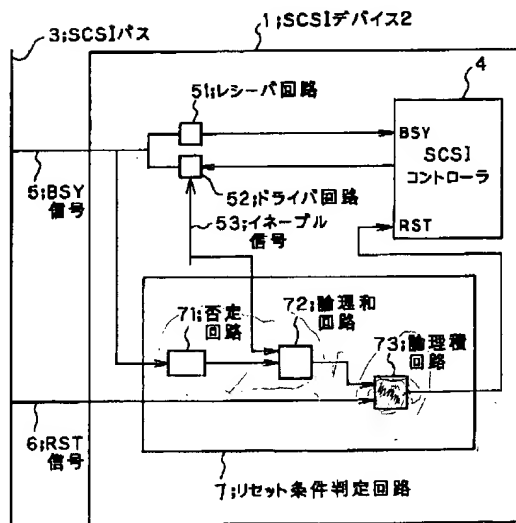 1;SCSIデバイス2
3;SCSIバス
4
51;レシーバ回路
BSY
SCSI
コントローラ
5;BSY
信号
52;ドライバ回路
53;イネーブル
信号
RST
71;否定
回路
72;論理和
回路
73;論理積
回路
6;RST
信号
7;リセット条件判定回路